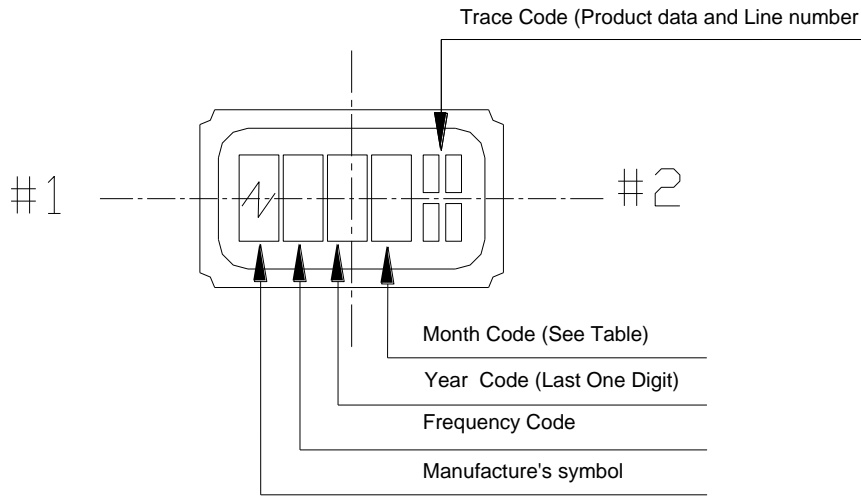 Trace Code (Product data and Line number
#1
#2
Month Code (See Table)
Year Code (Last One Digit)
Frequency Code
Manufacture's symbol